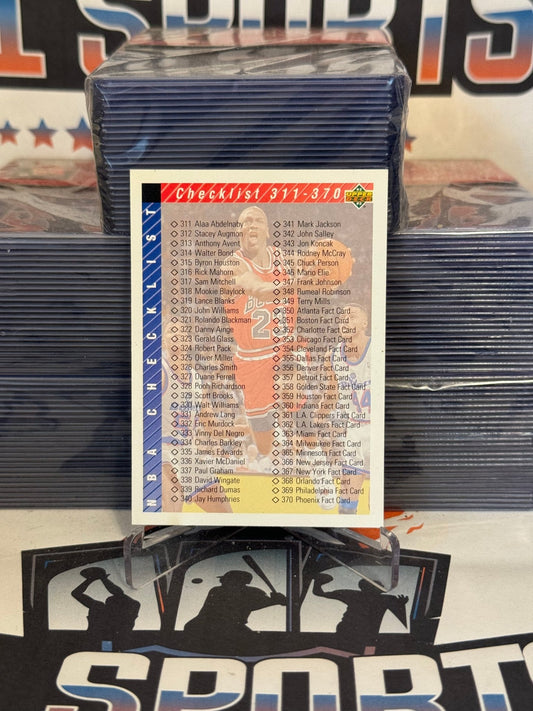 SPORTS
Checklist 311-370
UPPER DECK
NBA CHECKLIST
311 Alaa Abdelnaby
312 Stacey Augmon
313 Anthony Avent
314 Walter Bond
315 Byron Houston
316 Rick Mahorn
317 Sam Mitchell
318 Mookie Blaylock
319 Lance Blanks
320 John Williams
321 Rolando Blackman
322 Danny Ainge
323 Gerald Glass
324 Robert Pack
325 Oliver Miller
326 Charles Smith
327 Duane Ferrell
328 Pooh Richardson
329 Scott Brooks
330 Walt Williams
331 Andrew Lang
332 Eric Murdock
333 Vinny Del Negro
334 Charles Barkley
335 James Edwards
336 Xavier McDaniel
337 Paul Graham
338 David Wingate
339 Richard Dumas
340 Jay Humphries
341 Mark Jackson
342 John Salley
343 Jon Koncak
344 Rodney McCray
345 Chuck Person
346 Mario Elie
347 Frank Johnson
348 Rumeal Robinson
349 Terry Mills
350 Atlanta Fact Card
351 Boston Fact Card
352 Charlotte Fact Card
353 Chicago Fact Card
354 Cleveland Fact Card
355 Dallas Fact Card
356 Denver Fact Card
357 Detroit Fact Card
358 Golden State Fact Card
359 Houston Fact Card
360 Indiana Fact Card
361 L.A. Clippers Fact Card
362 L.A. Lakers Fact Card
363 Miami Fact Card
364 Milwaukee Fact Card
365 Minnesota Fact Card
366 New Jersey Fact Card
367 New York Fact Card
368 Orlando Fact Card
369 Philadelphia Fact Card
370 Phoenix Fact Card
SPORTS